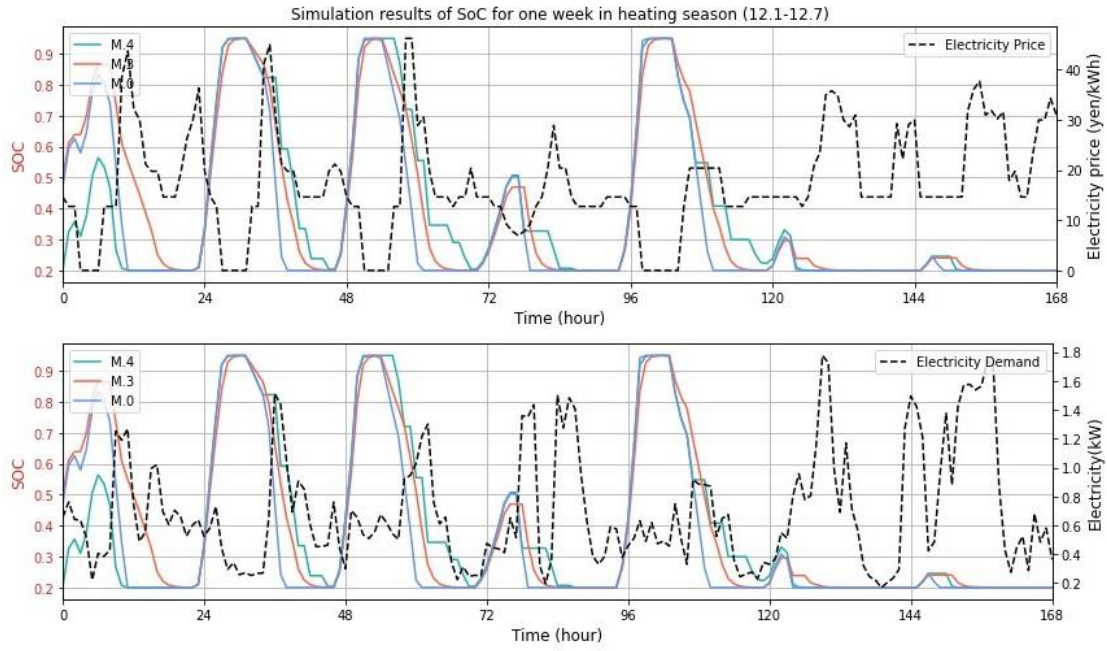 Simulation results of SoC for one week in heating season (12.1-12.7)
M.4
M.3
M.0
Electricity Price
0.9
0.8
0.7
0.6
0.5
0.4
0.3
0.2
SOC
40
30
20
10
0
Electricity price (yen/kWh)
0 24 48 72 96 120 144 168
Time (hour)
M.4
M.3
M.0
Electricity Demand
0.9
0.8
0.7
0.6
0.5
0.4
0.3
0.2
SOC
1.8
1.6
1.4
1.2
1.0
0.8
0.6
0.4
0.2
Electricity(kW)
0 24 48 72 96 120 144 168
Time (hour)